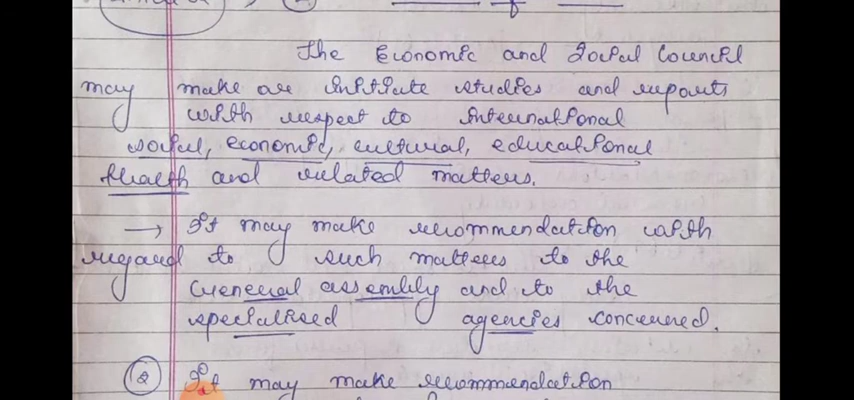 The Economic and Social Council
may make or initiate studies and reports
with respect to international
social, economic, cultural, educational
Health and related matters.
→ It may make recommendation with
regard to such matters to the
General assembly and to the
specialised agencies concerned.
② It may make recommendation